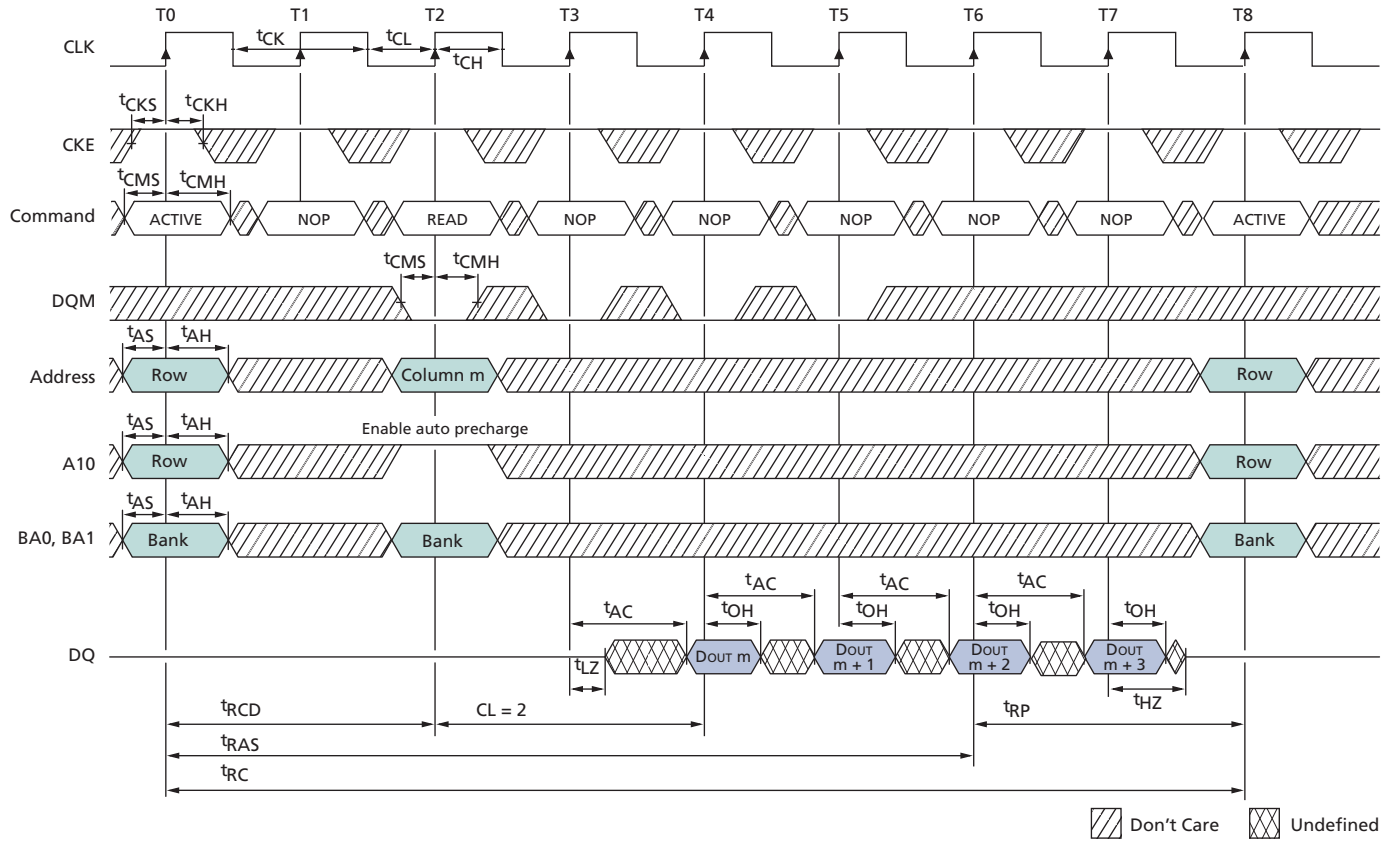 T0 T1 T2 T3 T4 T5 T6 T7 T8
CLK
tCK tCL
tCH
tCKS tCKH
CKE
tCMS tCMH
Command ACTIVE NOP READ NOP NOP NOP NOP NOP ACTIVE
tCMS tCMH
DQM
tAS tAH
Address Row Column m Row
tAS tAH
Enable auto precharge
A10 Row Row
tAS tAH
BA0, BA1 Bank Bank Bank
tAC tAC tAC
tAC tOH tOH tOH tOH
DQ DOUT m DOUT m + 1 DOUT m + 2 DOUT m + 3
tLZ tHZ
tRCD CL = 2 tRP
tRAS
tRC
Don't Care Undefined